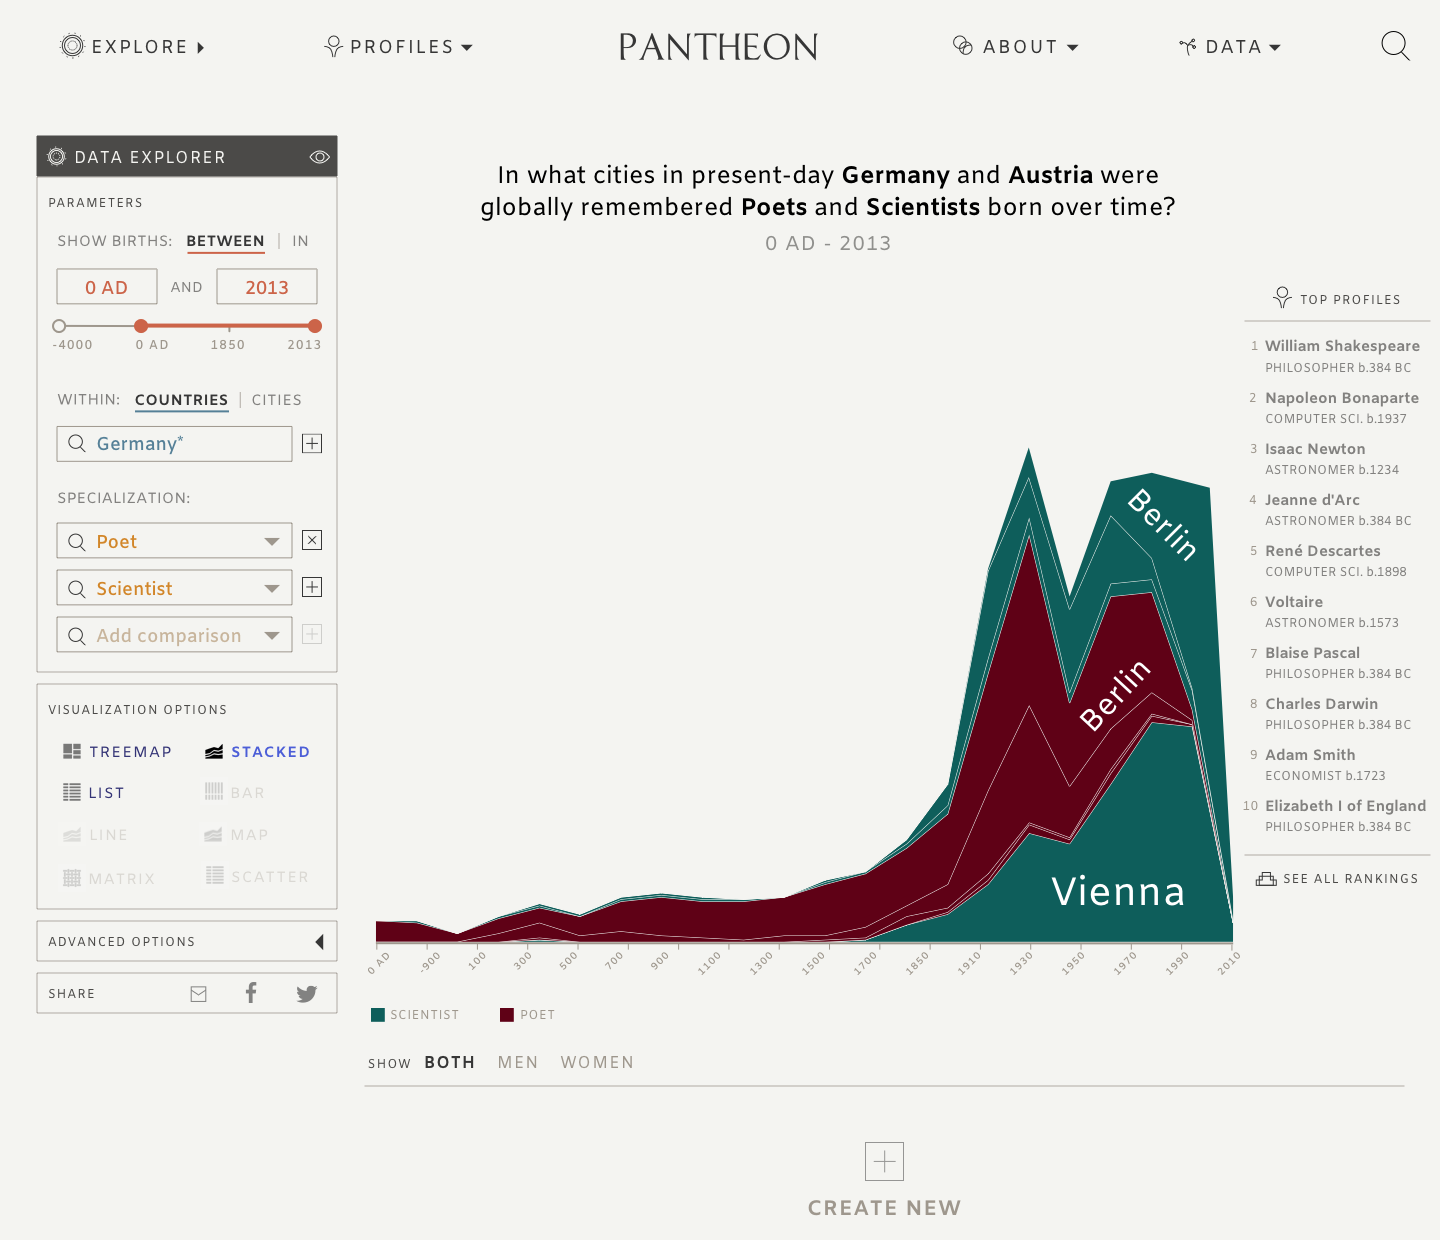 EXPLORE
PROFILES
PANTHEON
ABOUT
DATA
DATA EXPLORER
PARAMETERS
SHOW BIRTHS: BETWEEN | IN
0 AD AND 2013
-4000 0 AD 1850 2013
WITHIN: COUNTRIES | CITIES
Germany*
SPECIALIZATION:
Poet
Scientist
Add comparison
VISUALIZATION OPTIONS
TREEMAP STACKED
LIST BAR
LINE MAP
MATRIX SCATTER
ADVANCED OPTIONS
SHARE
In what cities in present-day Germany and Austria were
globally remembered Poets and Scientists born over time?
0 AD - 2013
Berlin
Berlin
Vienna
0 AD -900 100 300 500 700 900 1100 1300 1500 1700 1850 1910 1930 1950 1970 1990 2010
SCIENTIST POET
SHOW BOTH MEN WOMEN
TOP PROFILES
1 William Shakespeare
PHILOSOPHER b.384 BC
2 Napoleon Bonaparte
COMPUTER SCI. b.1937
3 Isaac Newton
ASTRONOMER b.1234
4 Jeanne d'Arc
ASTRONOMER b.384 BC
5 René Descartes
COMPUTER SCI. b.1898
6 Voltaire
ASTRONOMER b.1573
7 Blaise Pascal
PHILOSOPHER b.384 BC
8 Charles Darwin
PHILOSOPHER b.384 BC
9 Adam Smith
ECONOMIST b.1723
10 Elizabeth I of England
PHILOSOPHER b.384 BC
SEE ALL RANKINGS
CREATE NEW